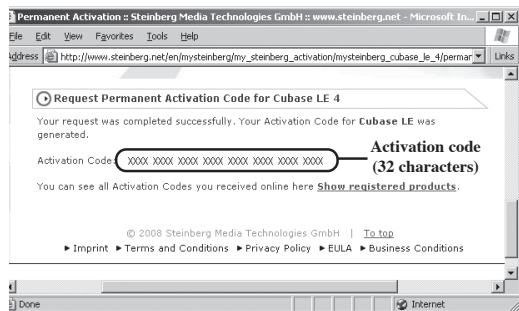 Permanent Activation :: Steinberg Media Technologies GmbH :: www.steinberg.net - Microsoft In...
File Edit View Favorites Tools Help
Address http://www.steinberg.net/en/mysteinberg/my_steinberg_activation/mysteinberg_cubase_le_4/permar Links
Request Permanent Activation Code for Cubase LE 4
Your request was completed successfully. Your Activation Code for Cubase LE was
generated.
Activation Code: XXXX XXXX XXXX XXXX XXXX XXXX XXXX XXXX
Activation code
(32 characters)
You can see all Activation Codes you received online here Show registered products.
© 2008 Steinberg Media Technologies GmbH | To top
Imprint Terms and Conditions Privacy Policy EULA Business Conditions
Done Internet